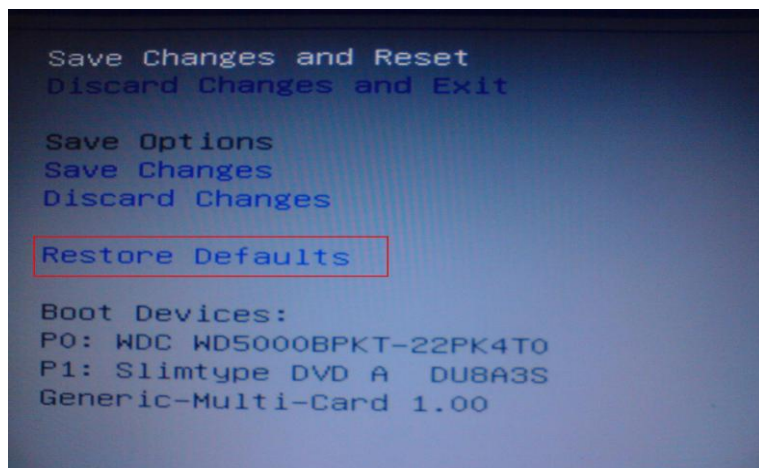 Save Changes and Reset
Discard Changes and Exit
Save Options
Save Changes
Discard Changes
Restore Defaults
Boot Devices:
P0: WDC WD5000BPKT-22PK4T0
P1: Slimtype DVD A DU8A3S
Generic-Multi-Card 1.00